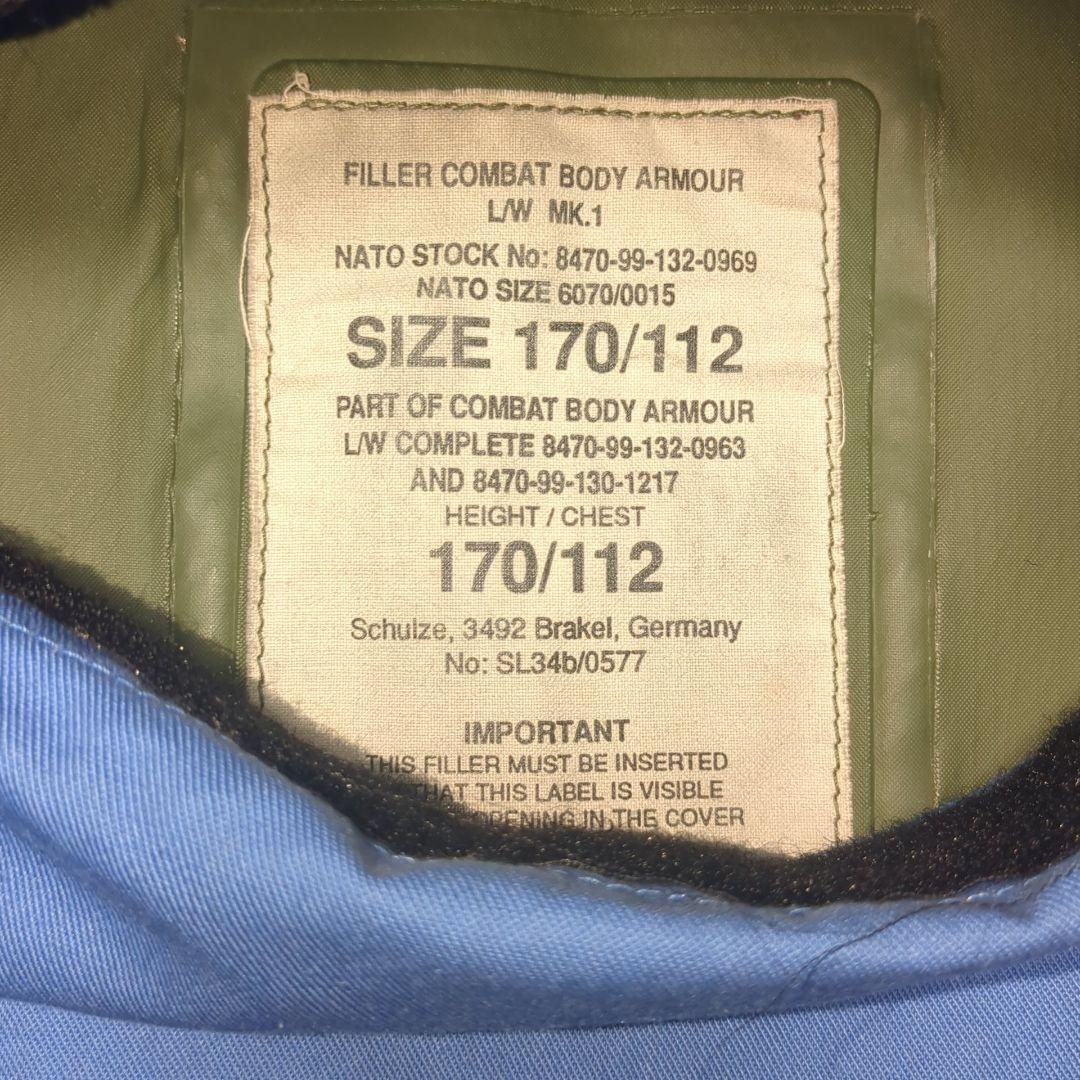 FILLER COMBAT BODY ARMOUR
L/W MK.1
NATO STOCK No: 8470-99-132-0969
NATO SIZE 6070/0015
SIZE 170/112
PART OF COMBAT BODY ARMOUR
L/W COMPLETE 8470-99-132-0963
AND 8470-99-130-1217
HEIGHT / CHEST
170/112
Schulze, 3492 Brakel, Germany
No: SL34b/0577
IMPORTANT
THIS FILLER MUST BE INSERTED
THAT THIS LABEL IS VISIBLE
OPENING IN THE COVER